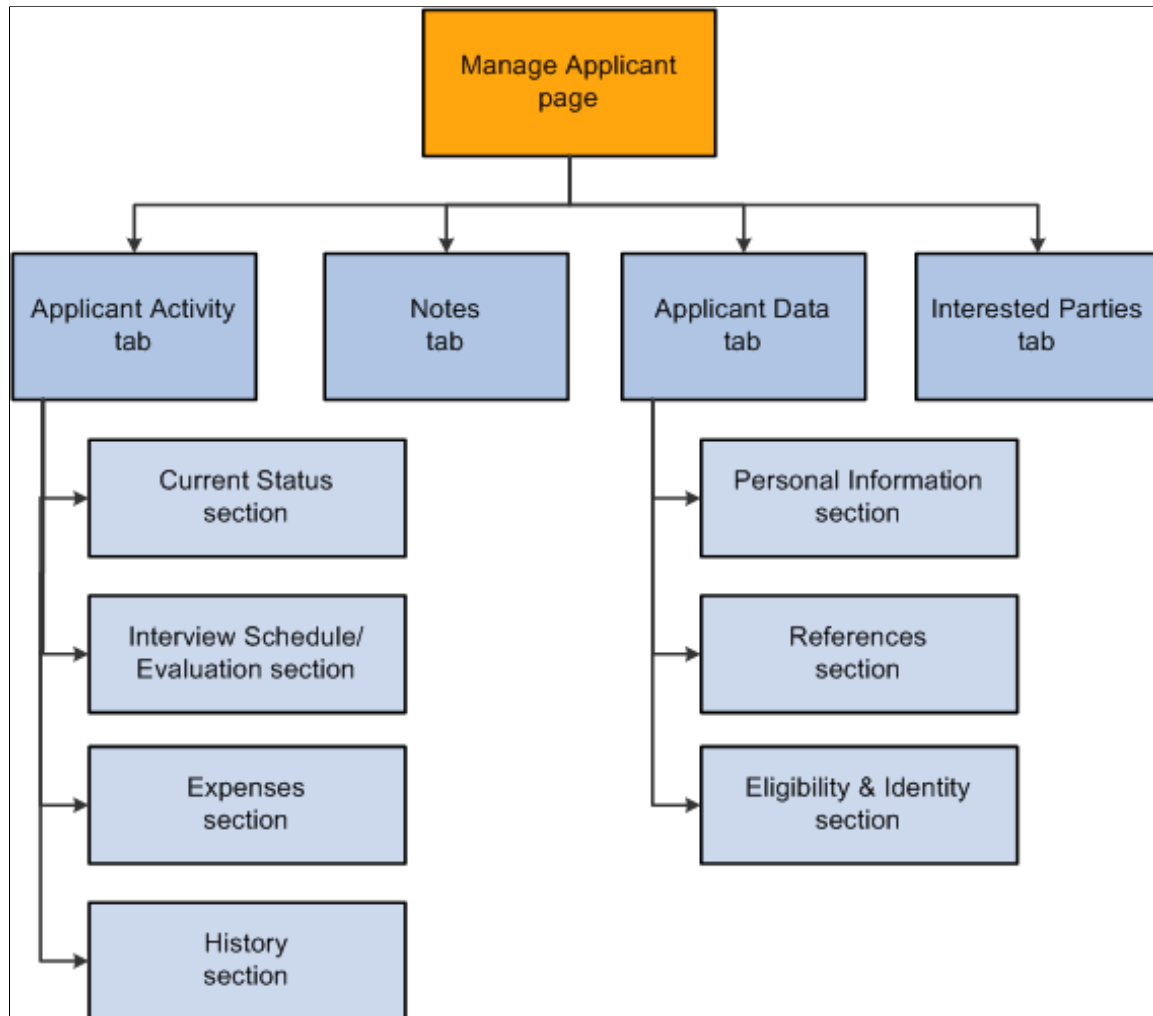 Manage Applicant
page
Applicant Activity
tab
Notes
tab
Applicant Data
tab
Interested Parties
tab
Current Status
section
Interview Schedule/
Evaluation section
Expenses
section
History
section
Personal Information
section
References
section
Eligibility & Identity
section